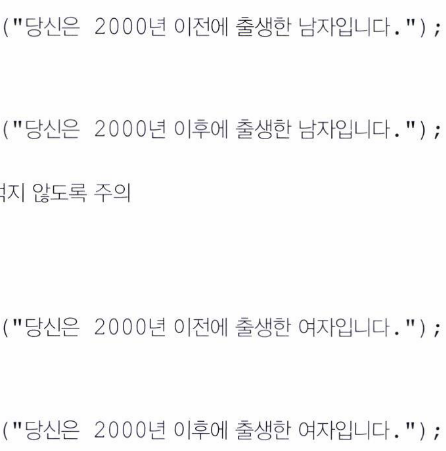 ("당신은 2000년 이전에 출생한 남자입니다.");
("당신은 2000년 이후에 출생한 남자입니다.");
않도록 주의
("당신은 2000년 이전에 출생한 여자입니다.");
("당신은 2000년 이후에 출생한 여자입니다.");